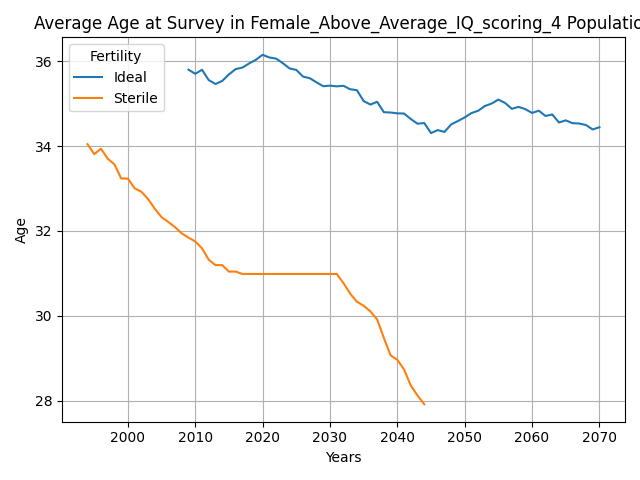 Average Age at Survey in Female_Above_Average_IQ_scoring_4 Populatio
Fertility
Ideal
Sterile
Age
36
34
32
30
28
2000 2010 2020 2030 2040 2050 2060 2070
Years